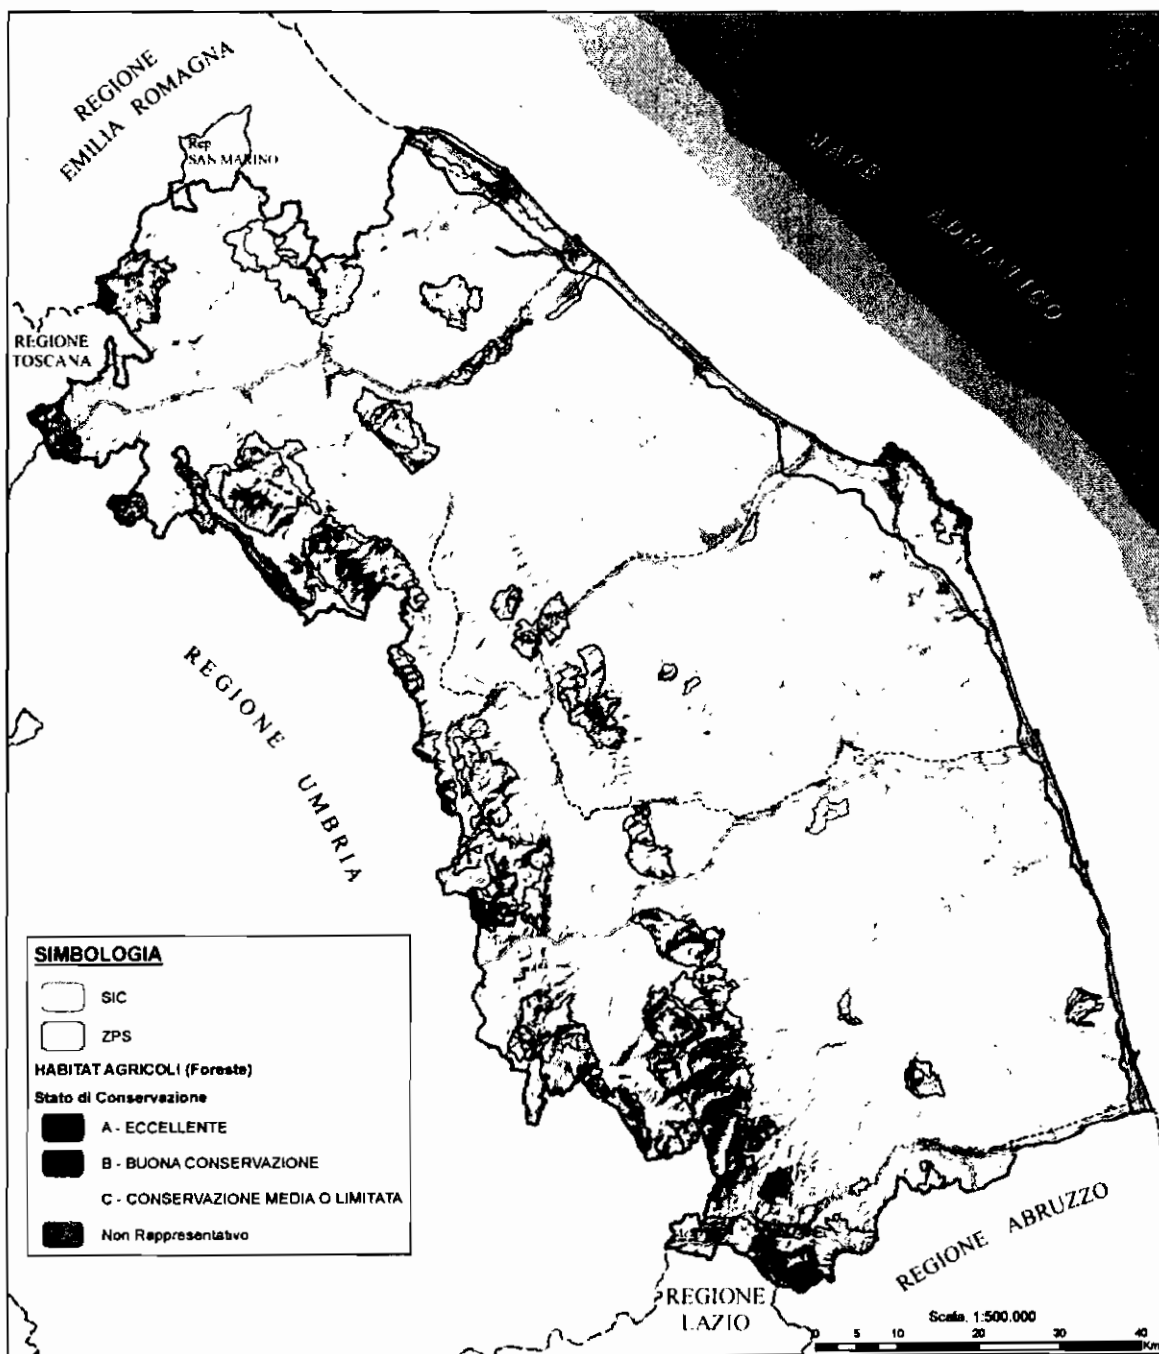 REGIONE
EMILIA ROMAGNA
Rep
SAN MARINO
MARE ADRIATICO
REGIONE
TOSCANA
REGIONE UMBRIA
SIMBOLOGIA
SIC
ZPS
HABITAT AGRICOLI (Foreste)
Stato di Conservazione
A - ECCELLENTE
B - BUONA CONSERVAZIONE
C - CONSERVAZIONE MEDIA O LIMITATA
Non Rappresentativo
REGIONE ABRUZZO
REGIONE
LAZIO
Scala, 1:500.000
0 5 10 20 30 40
Km